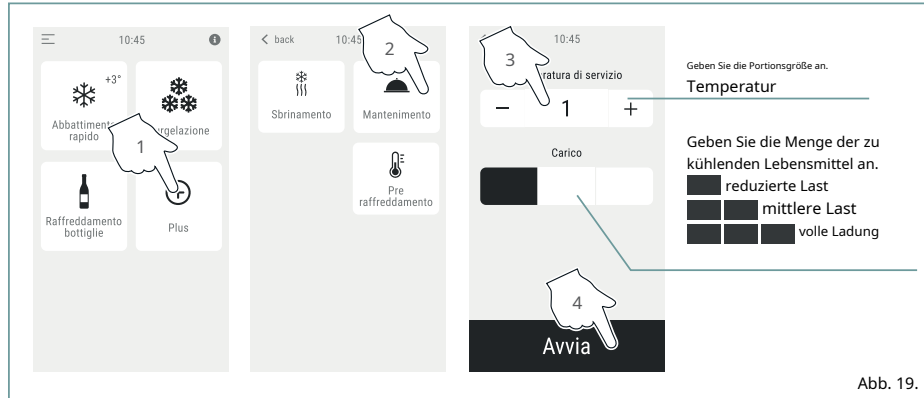 10:45
+3°
Abbattimento
rapido
Plus
Raffreddamento
bottiglie
1
back 10:45
Sbrinamento
Mantenimento
Pre
raffreddamento
2
10:45
ratura di servizio
− 1 +
Carico
Avvia
3
4
Geben Sie die Portionsgröße an.
Temperatur
Geben Sie die Menge der zu
kühlenden Lebensmittel an.
reduzierte Last
mittlere Last
volle Ladung
Abb. 19.